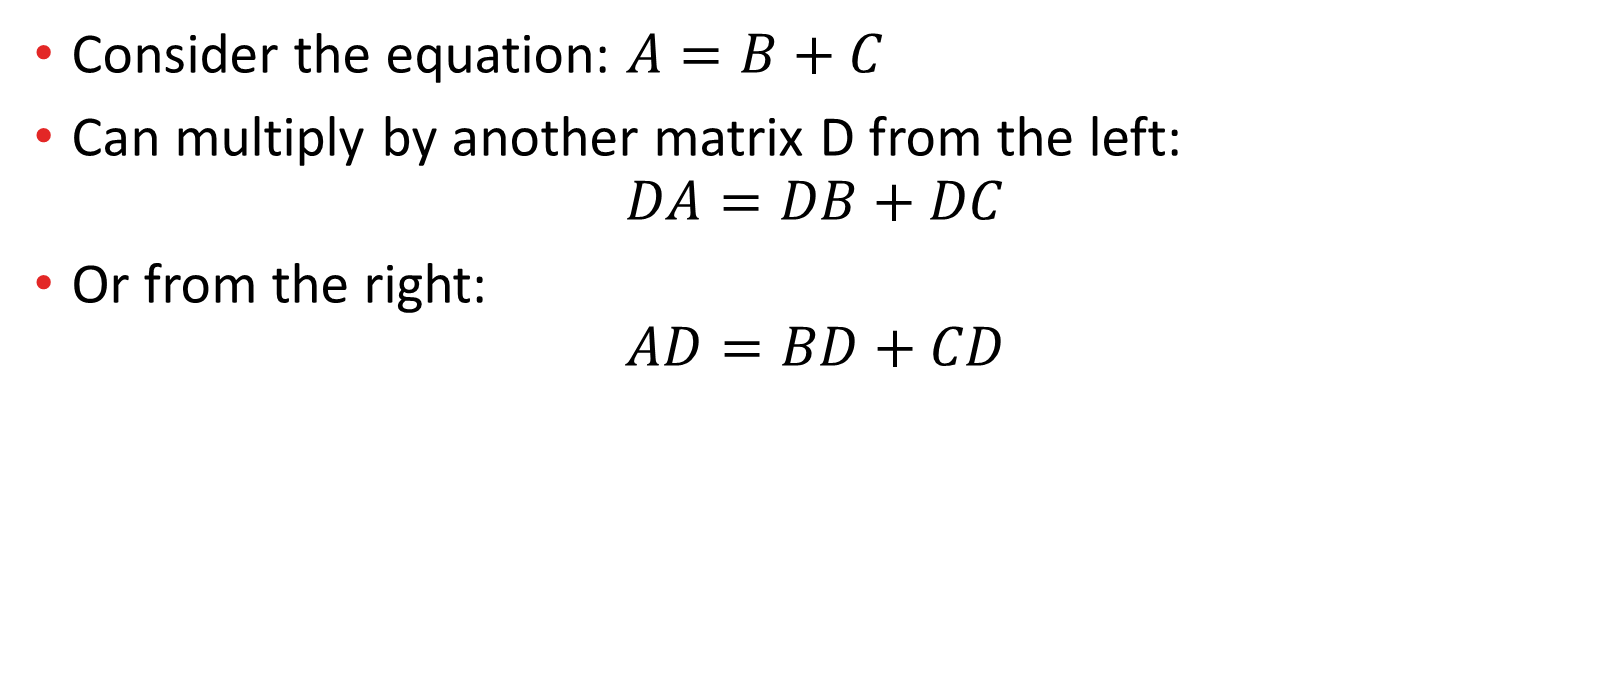 • Consider the equation: A = B + C
• Can multiply by another matrix D from the left:
DA = DB + DC
• Or from the right:
AD = BD + CD